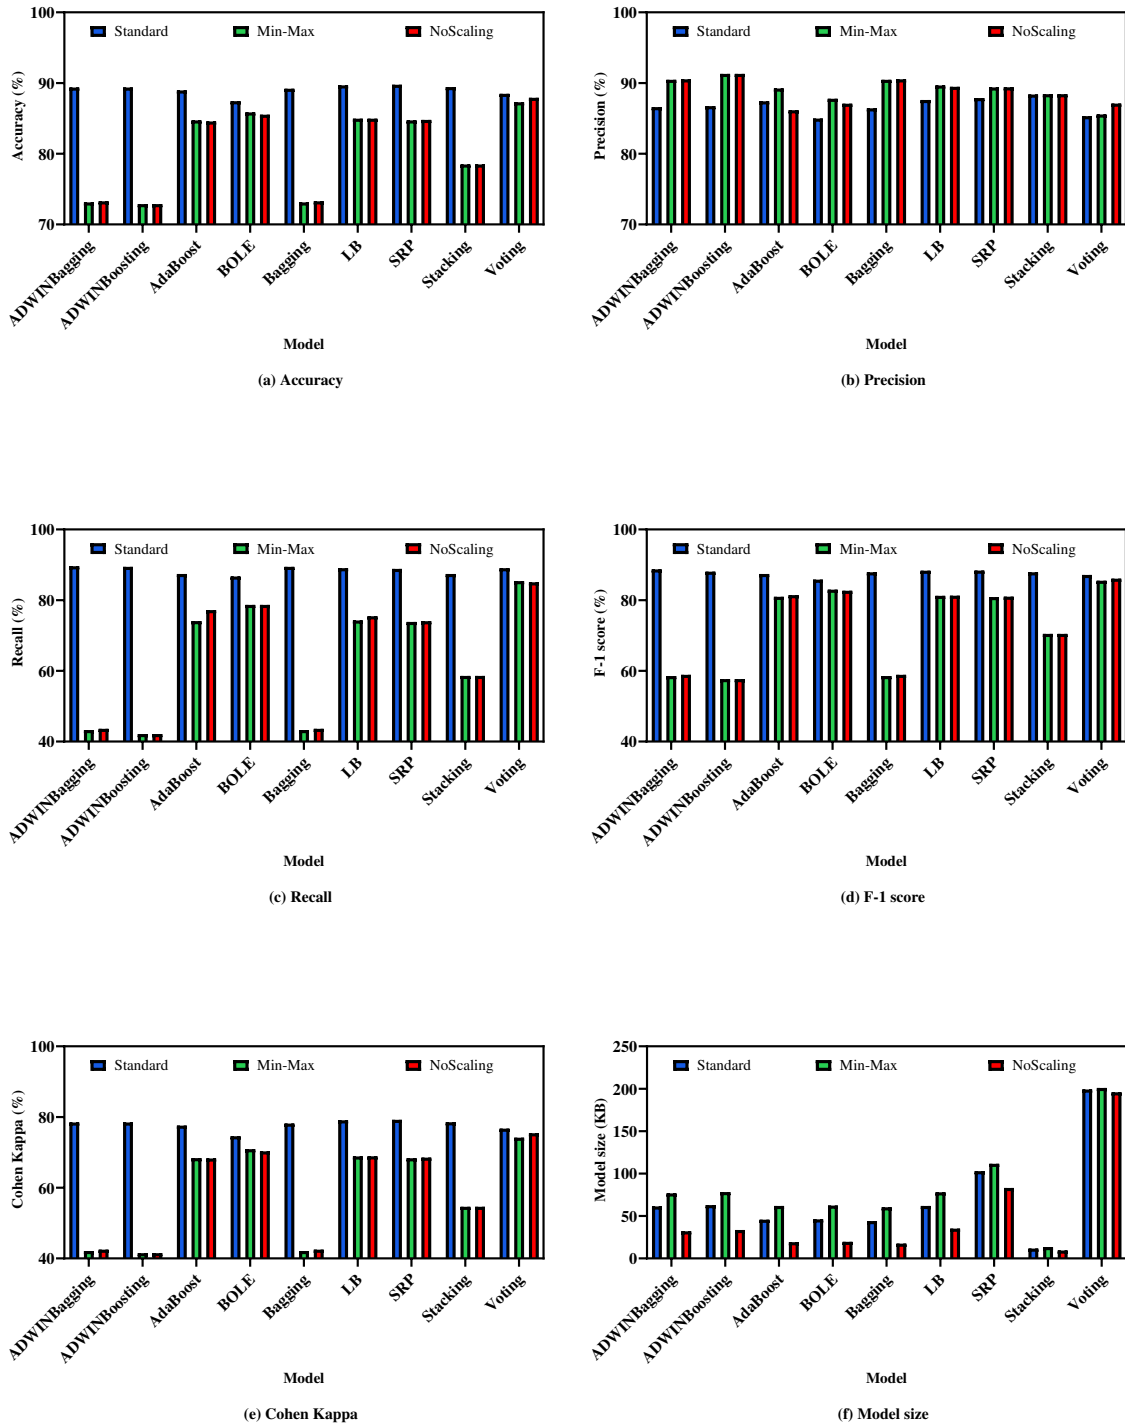 100
90
80
70
Accuracy (%)
Standard
Min-Max
NoScaling
ADWINBagging
ADWINBoosting
AdaBoost
BOLE
Bagging
LB
SRP
Stacking
Voting
Model
(a) Accuracy
100
90
80
70
Precision (%)
Standard
Min-Max
NoScaling
ADWINBagging
ADWINBoosting
AdaBoost
BOLE
Bagging
LB
SRP
Stacking
Voting
Model
(b) Precision
100
80
60
40
Recall (%)
Standard
Min-Max
NoScaling
ADWINBagging
ADWINBoosting
AdaBoost
BOLE
Bagging
LB
SRP
Stacking
Voting
Model
(c) Recall
100
80
60
40
F-1 score (%)
Standard
Min-Max
NoScaling
ADWINBagging
ADWINBoosting
AdaBoost
BOLE
Bagging
LB
SRP
Stacking
Voting
Model
(d) F-1 score
100
80
60
40
Cohen Kappa (%)
Standard
Min-Max
NoScaling
ADWINBagging
ADWINBoosting
AdaBoost
BOLE
Bagging
LB
SRP
Stacking
Voting
Model
(e) Cohen Kappa
250
200
150
100
50
0
Model size (KB)
Standard
Min-Max
NoScaling
ADWINBagging
ADWINBoosting
AdaBoost
BOLE
Bagging
LB
SRP
Stacking
Voting
Model
(f) Model size